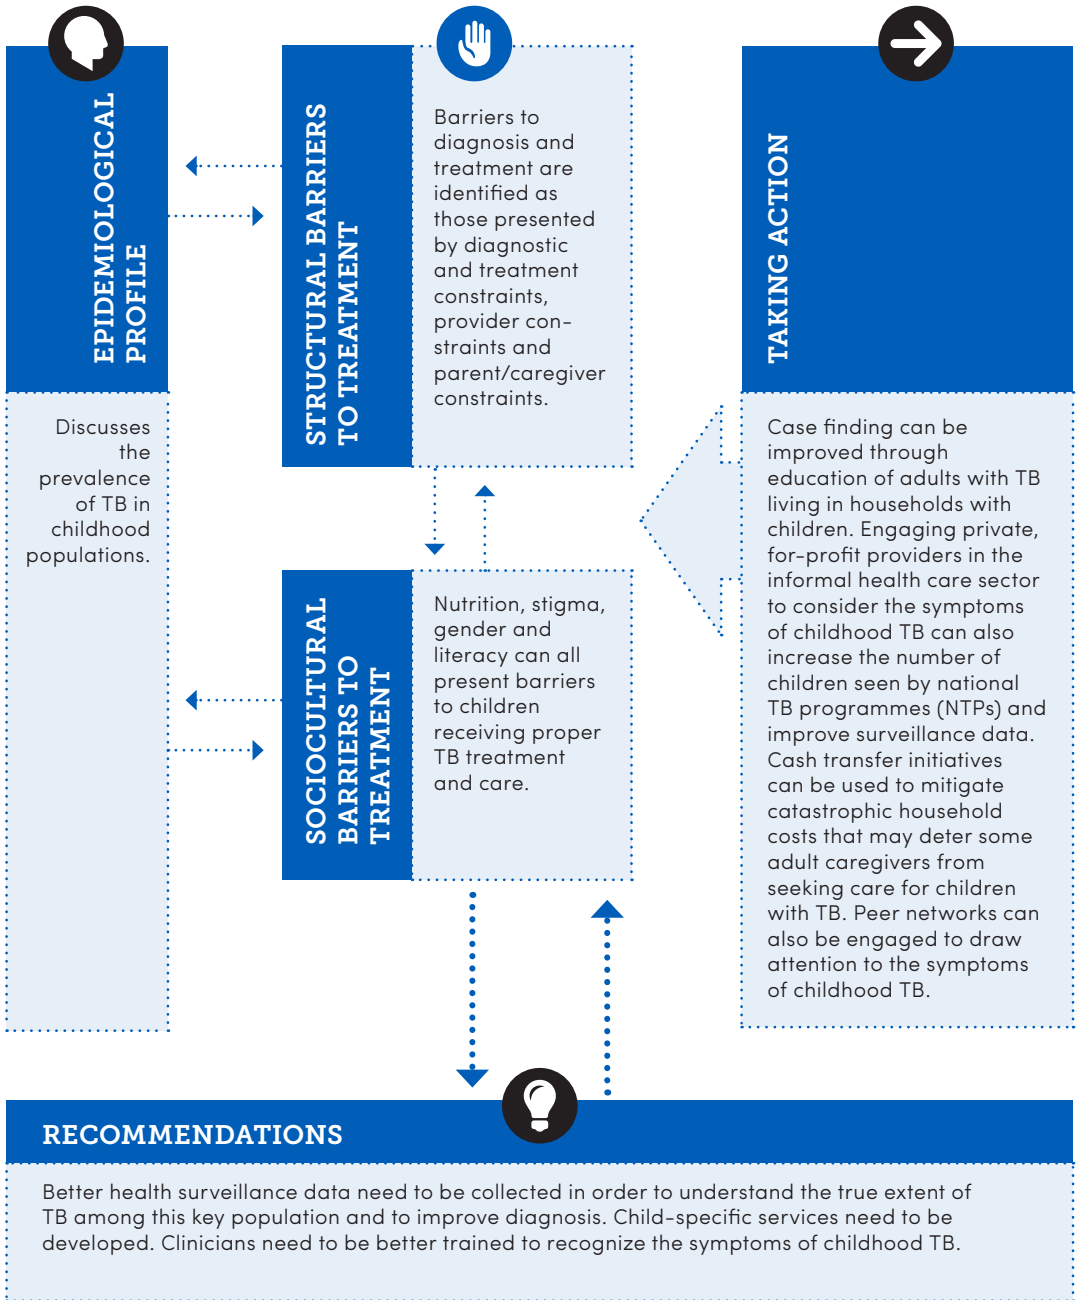 EPIDEMIOLOGICAL
PROFILE
Discusses
the
prevalence
of TB in
childhood
populations.
STRUCTURAL BARRIERS
TO TREATMENT
Barriers to
diagnosis and
treatment are
identified as
those presented
by diagnostic
and treatment
constraints,
provider con-
straints and
parent/caregiver
constraints.
SOCIOCULTURAL
BARRIERS TO
TREATMENT
Nutrition, stigma,
gender and
literacy can all
present barriers
to children
receiving proper
TB treatment
and care.
TAKING ACTION
Case finding can be
improved through
education of adults with TB
living in households with
children. Engaging private,
for-profit providers in the
informal health care sector
to consider the symptoms
of childhood TB can also
increase the number of
children seen by national
TB programmes (NTPs) and
improve surveillance data.
Cash transfer initiatives
can be used to mitigate
catastrophic household
costs that may deter some
adult caregivers from
seeking care for children
with TB. Peer networks can
also be engaged to draw
attention to the symptoms
of childhood TB.
RECOMMENDATIONS
Better health surveillance data need to be collected in order to understand the true extent of
TB among this key population and to improve diagnosis. Child-specific services need to be
developed. Clinicians need to be better trained to recognize the symptoms of childhood TB.